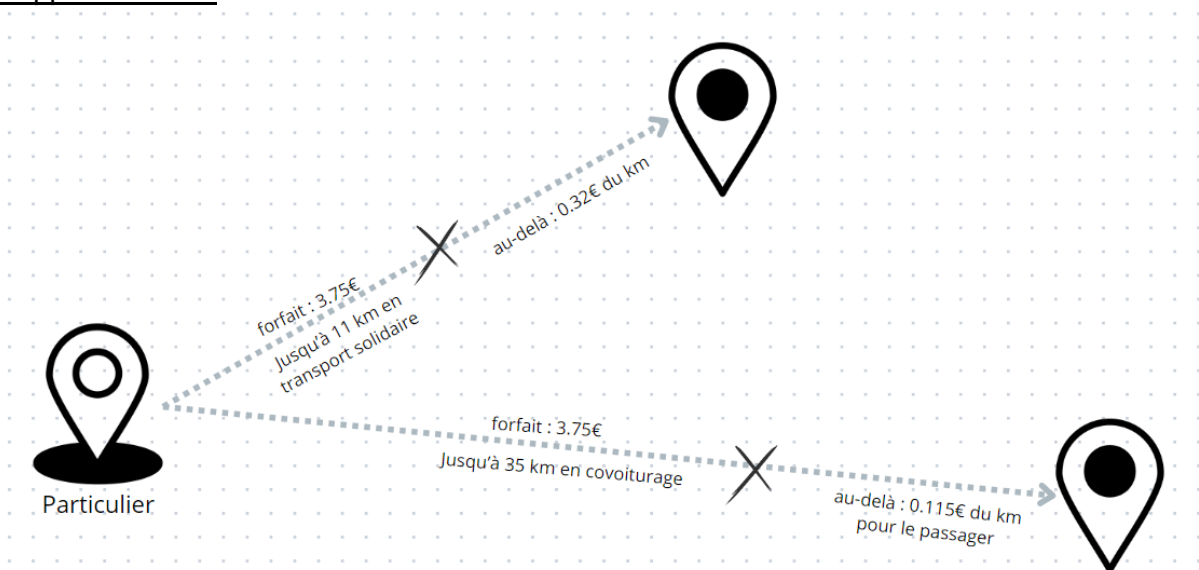 au-delà : 0.32€ du km
forfait : 3.75€
Jusqu'à 11 km en
transport solidaire
forfait : 3.75€
Jusqu'à 35 km en covoiturage
au-delà : 0.115€ du km
pour le passager
Particulier